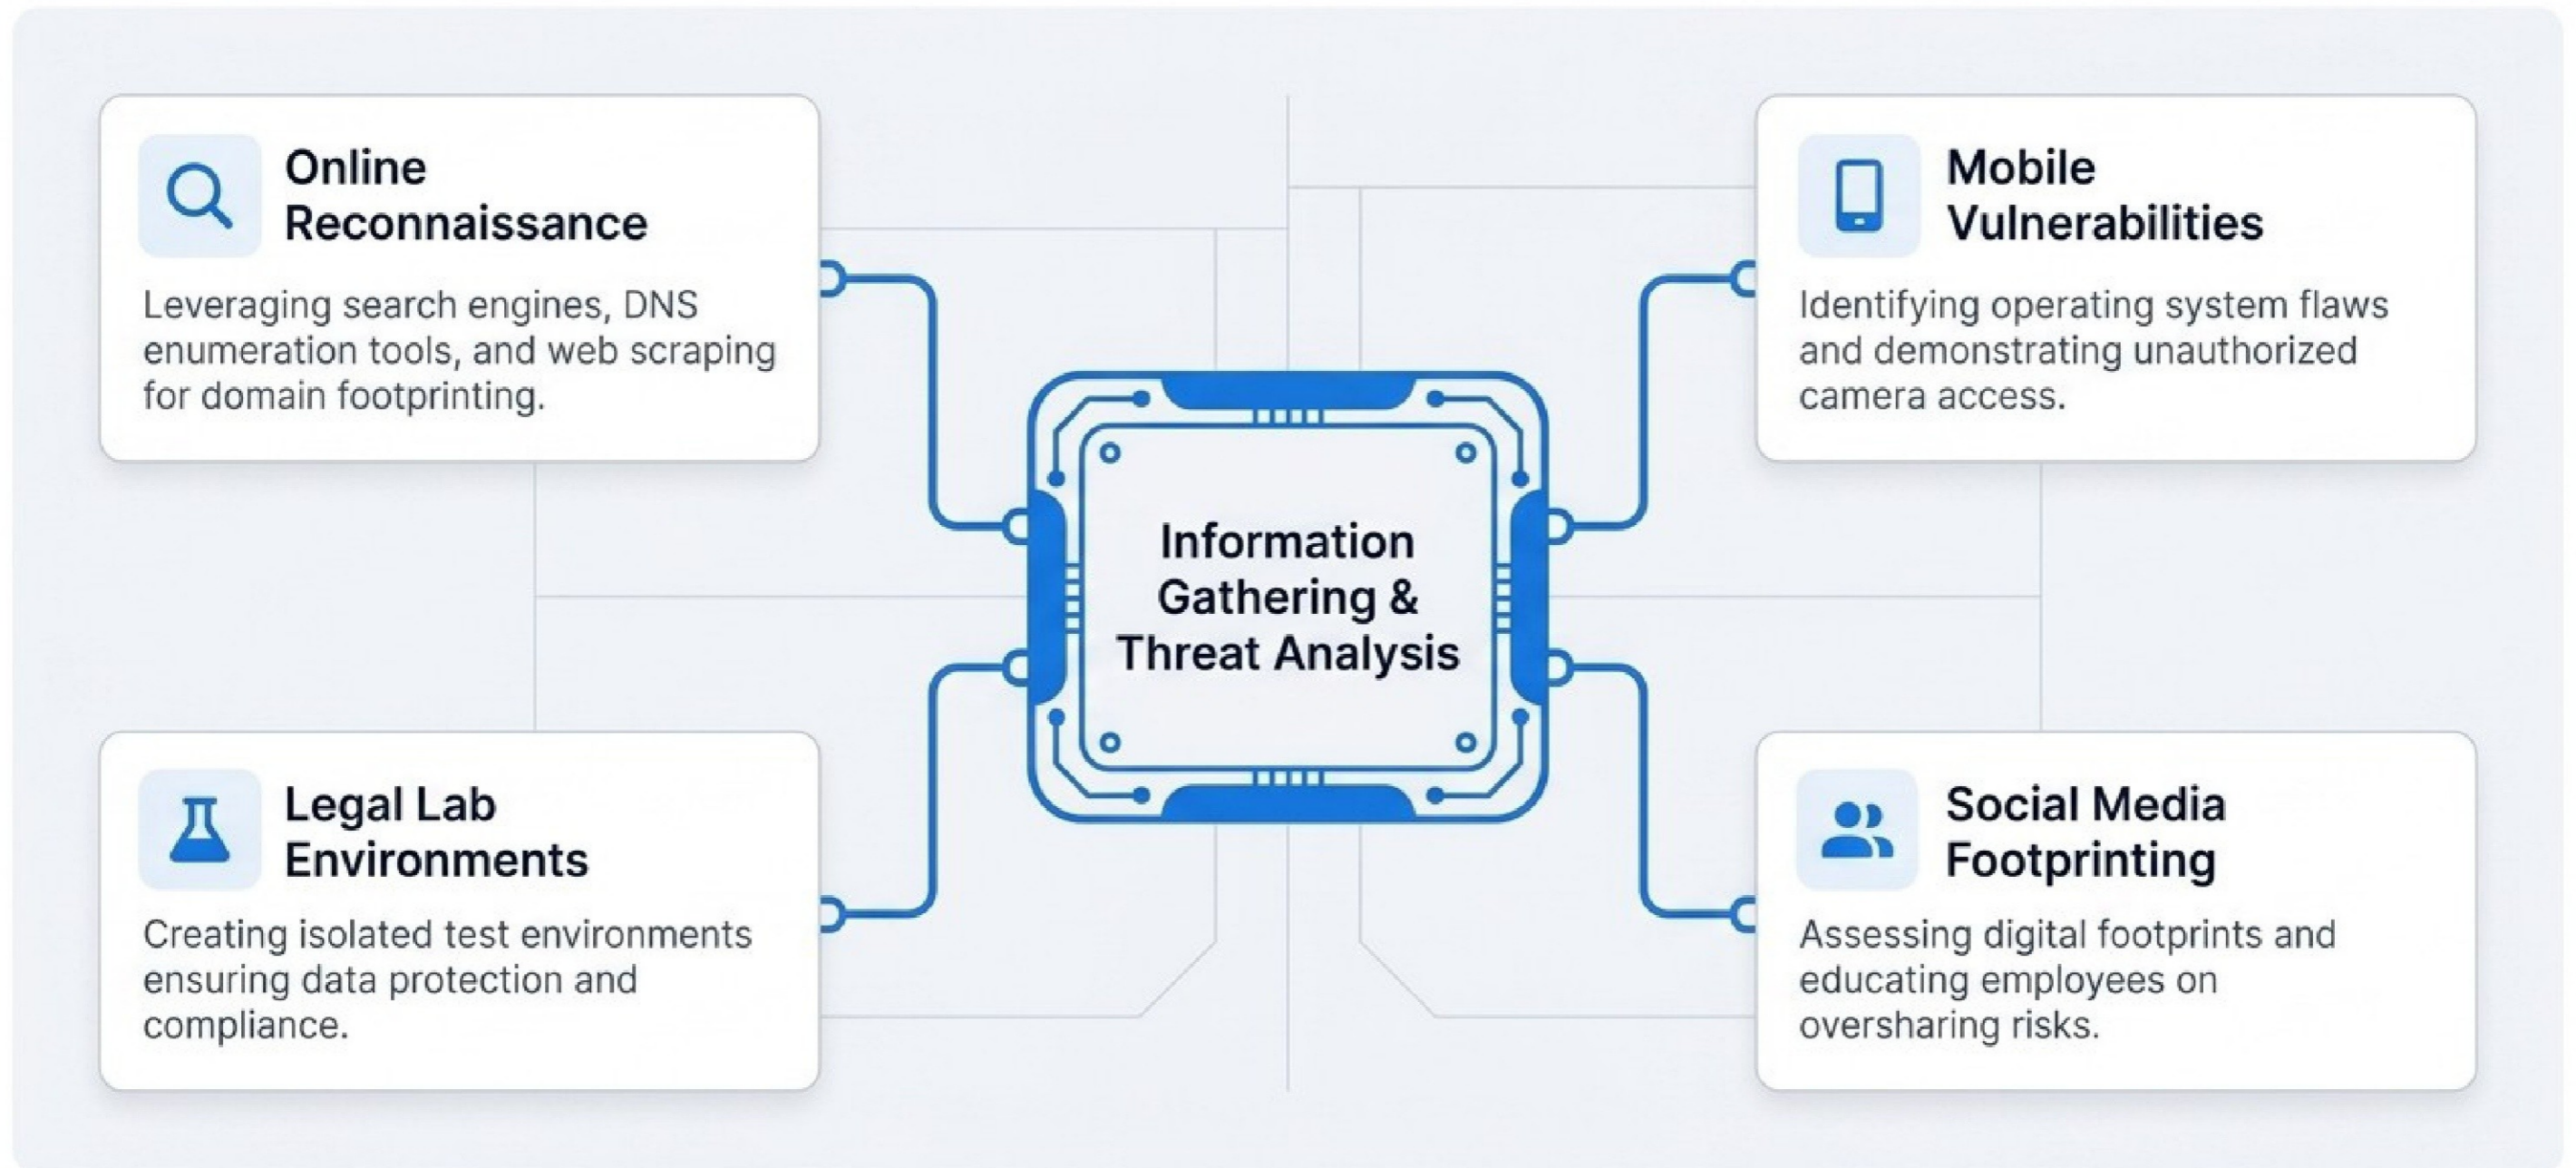 Online
Reconnaissance
Leveraging search engines, DNS
enumeration tools, and web scraping
for domain footprinting.
Mobile
Vulnerabilities
Identifying operating system flaws
and demonstrating unauthorized
camera access.
Information
Gathering &
Threat Analysis
Legal Lab
Environments
Creating isolated test environments
ensuring data protection and
compliance.
Social Media
Footprinting
Assessing digital footprints and
educating employees on
oversharing risks.